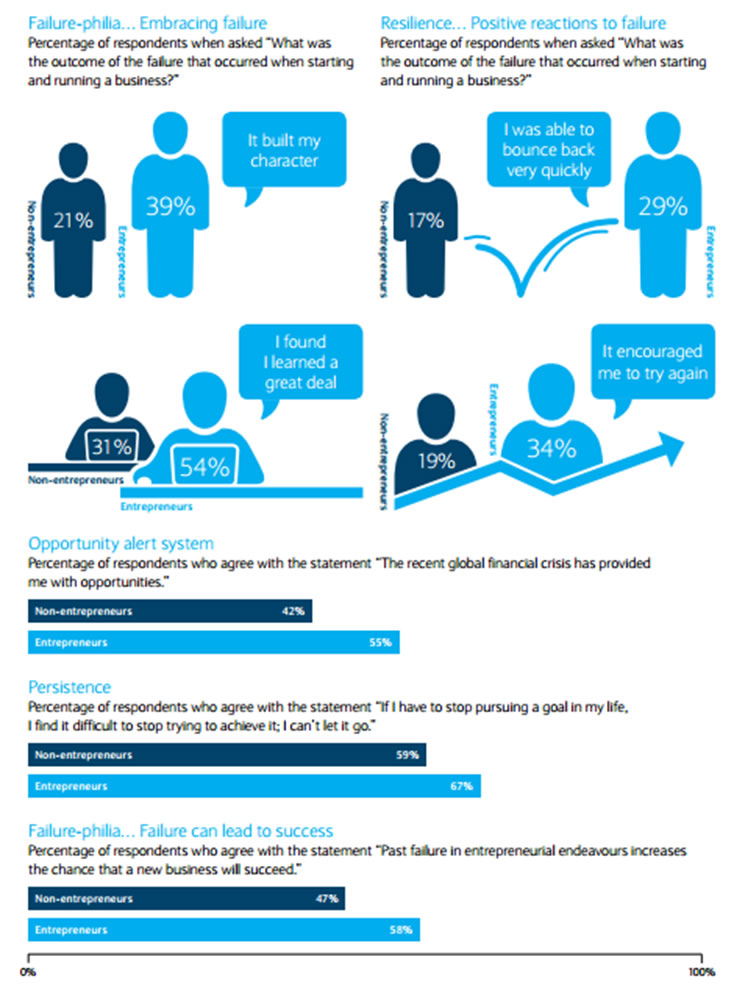 Failure-philia... Embracing failure
Percentage of respondents when asked “What was
the outcome of the failure that occurred when starting
and running a business?”
Non-entrepreneurs
21%
Entrepreneurs
39%
It built my
character
31%
Non-entrepreneurs
54%
Entrepreneurs
I found
I learned a
great deal
Resilience... Positive reactions to failure
Percentage of respondents when asked “What was
the outcome of the failure that occurred when starting
and running a business?”
Non-entrepreneurs
17%
I was able to
bounce back
very quickly
29%
Entrepreneurs
Non-entrepreneurs
19%
Entrepreneurs
34%
It encouraged
me to try again
Opportunity alert system
Percentage of respondents who agree with the statement “The recent global financial crisis has provided
me with opportunities.”
Non-entrepreneurs 42%
Entrepreneurs 55%
Persistence
Percentage of respondents who agree with the statement “If I have to stop pursuing a goal in my life,
I find it difficult to stop trying to achieve it; I can’t let it go.”
Non-entrepreneurs 59%
Entrepreneurs 67%
Failure-philia... Failure can lead to success
Percentage of respondents who agree with the statement “Past failure in entrepreneurial endeavours increases
the chance that a new business will succeed.”
Non-entrepreneurs 47%
Entrepreneurs 58%
0% 100%